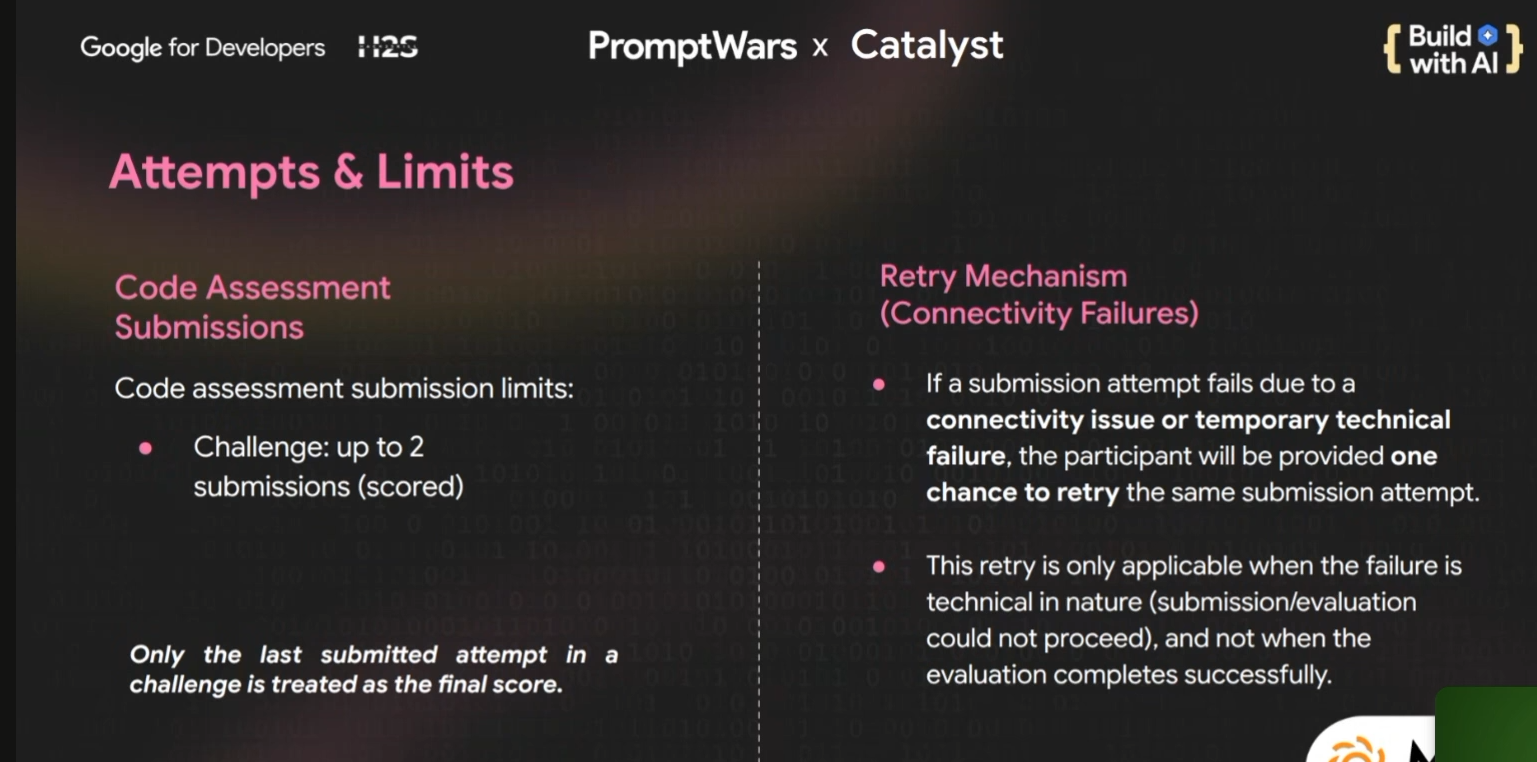 Google for Developers H2S PromptWars x Catalyst { Build with AI }
Attempts & Limits
Code Assessment
Submissions
Code assessment submission limits:
Challenge: up to 2
submissions (scored)
Only the last submitted attempt in a
challenge is treated as the final score.
Retry Mechanism
(Connectivity Failures)
If a submission attempt fails due to a
connectivity issue or temporary technical
failure, the participant will be provided one
chance to retry the same submission attempt.
This retry is only applicable when the failure is
technical in nature (submission/evaluation
could not proceed), and not when the
evaluation completes successfully.